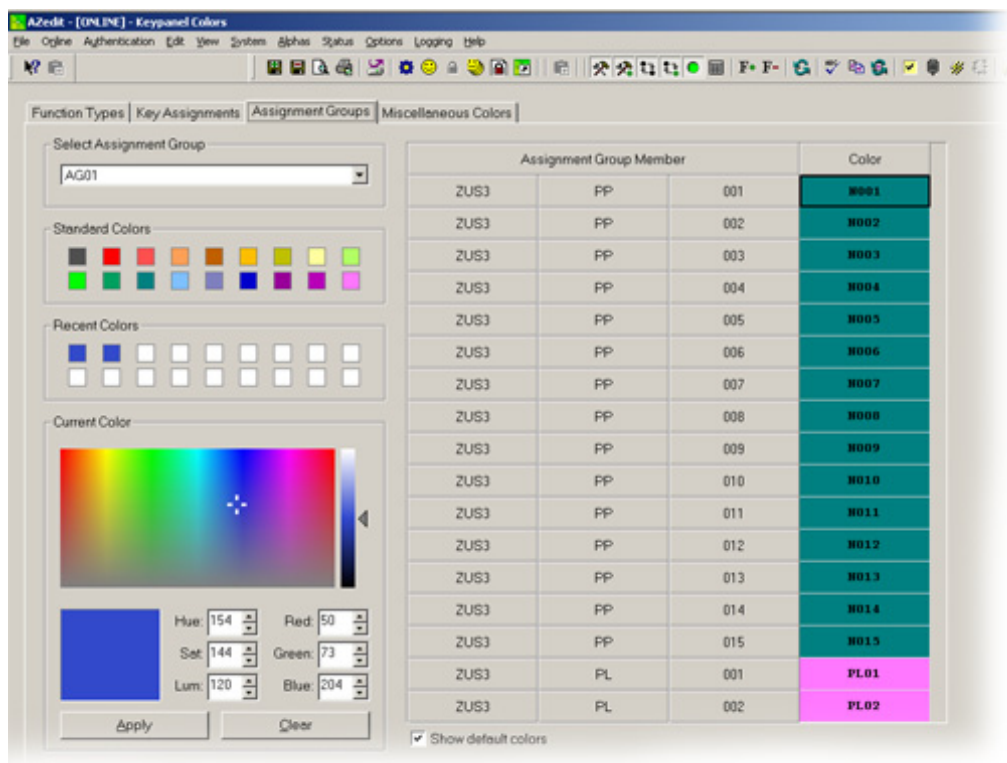 AZedit - [ONLINE] - Keypanel Colors
File Online Authentication Edit View System Alphas Status Options Logging Help
F+ F-
Function Types Key Assignments Assignment Groups Miscellaneous Colors
Select Assignment Group
AG01
Standard Colors
Recent Colors
Current Color
Hue: 154 Red: 50
Sat: 144 Green: 73
Lum: 120 Blue: 204
Apply Clear
Assignment Group Member Color
ZUS3 PP 001 N001
ZUS3 PP 002 N002
ZUS3 PP 003 N003
ZUS3 PP 004 N004
ZUS3 PP 005 N005
ZUS3 PP 006 N006
ZUS3 PP 007 N007
ZUS3 PP 008 N008
ZUS3 PP 009 N009
ZUS3 PP 010 N010
ZUS3 PP 011 N011
ZUS3 PP 012 N012
ZUS3 PP 013 N013
ZUS3 PP 014 N014
ZUS3 PP 015 N015
ZUS3 PL 001 PL01
ZUS3 PL 002 PL02
Show default colors